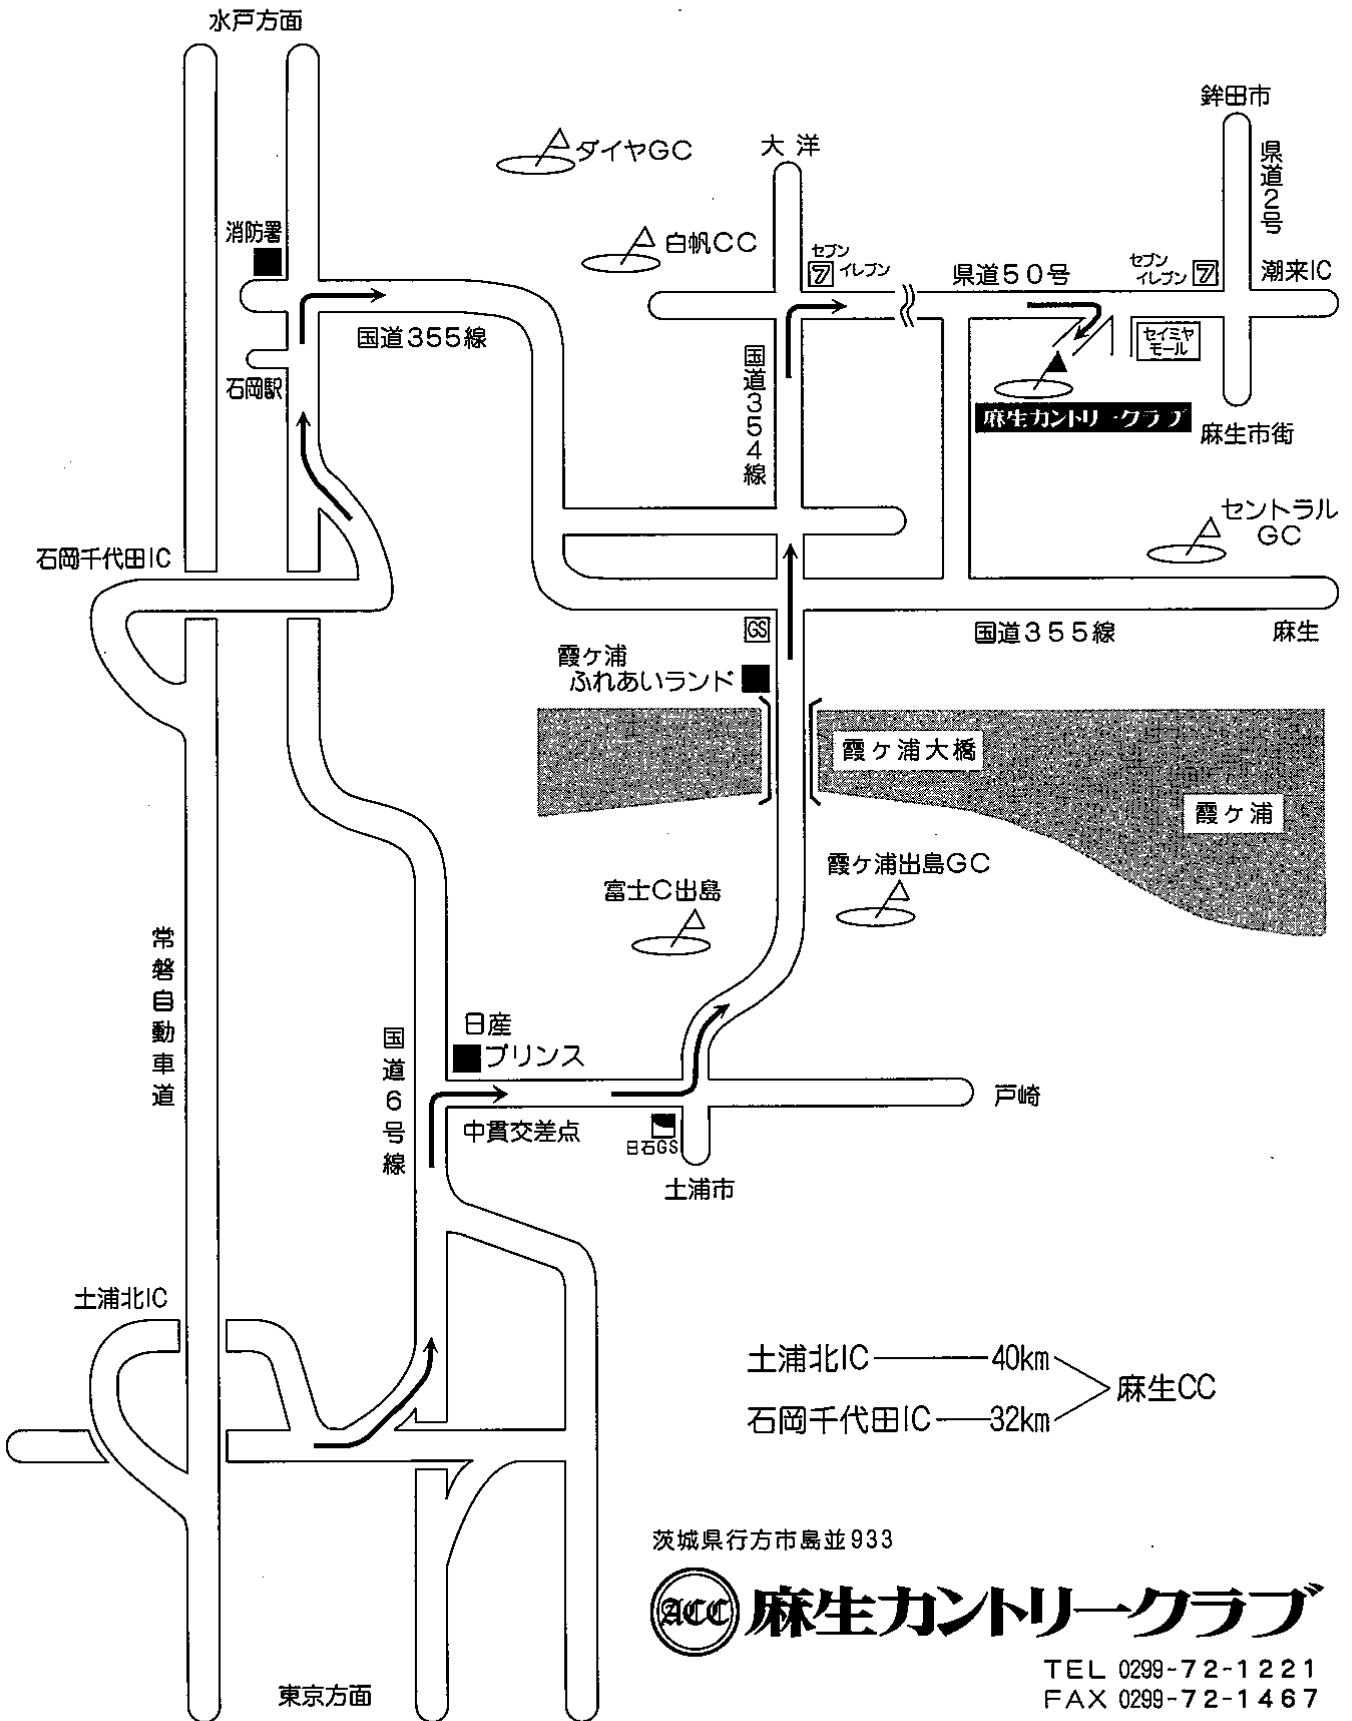 水戸方面
鉾田市
県道2号
ダイヤGC
大洋
消防署
白帆CC
セブン
イレブン
7
県道50号
セブン
イレブン
7
潮来IC
国道355線
石岡駅
国道354線
セイミヤ
モール
麻生カントリークラブ
麻生市街
セントラル
GC
石岡千代田IC
GS
国道355線
麻生
霞ヶ浦
ふれあいランド
霞ヶ浦大橋
霞ヶ浦
霞ヶ浦出島GC
富士C出島
常磐自動車道
国道6号線
日産
プリンス
戸崎
中貫交差点
日石GS
土浦市
土浦北IC
土浦北IC 40km
麻生CC
石岡千代田IC 32km
茨城県行方市島並933
ACC 麻生カントリークラブ
TEL 0299-72-1221
FAX 0299-72-1467
東京方面